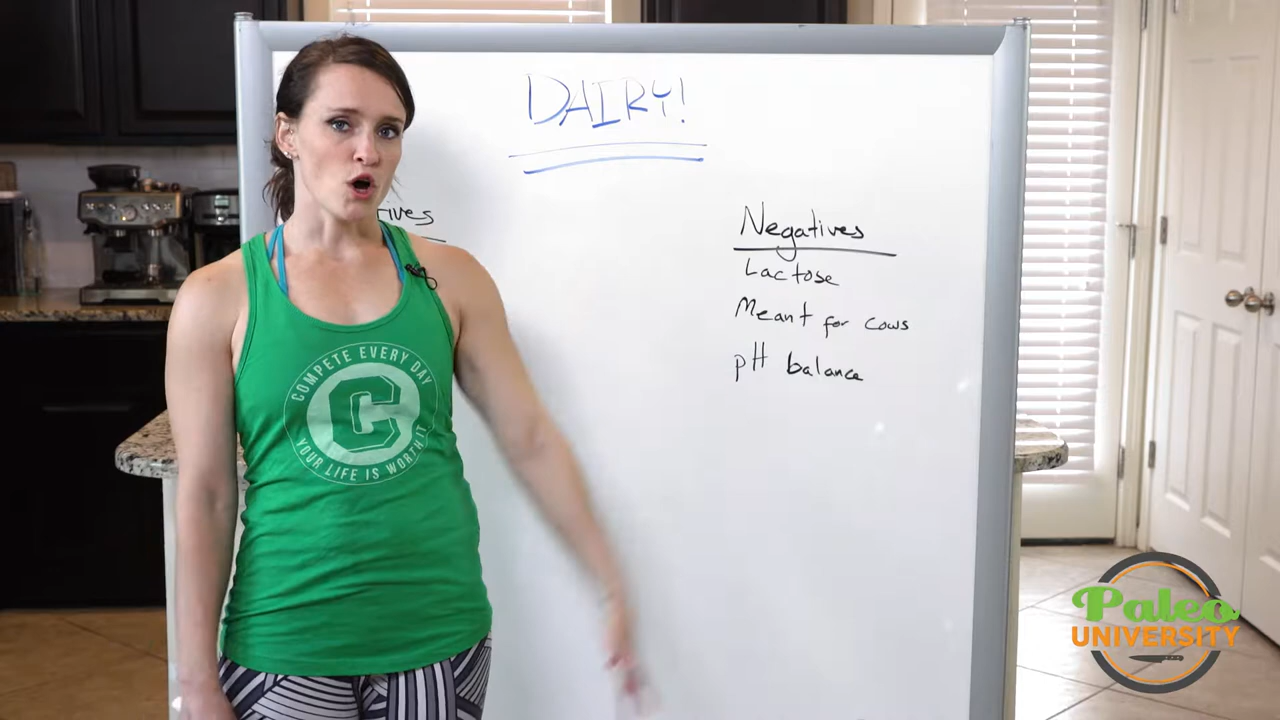 DAIRY!
Negatives
Lactose
Meant for cows
pH balance
COMPETE EVERY DAY
C
YOUR LIFE IS WORTH IT
Paleo
UNIVERSITY